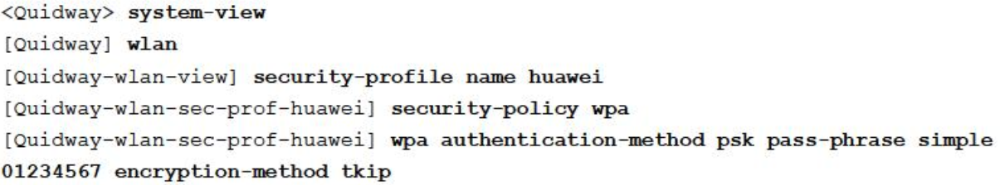 <Quidway> system-view
[Quidway] wlan
[Quidway-wlan-view] security-profile name huawei
[Quidway-wlan-sec-prof-huawei] security-policy wpa
[Quidway-wlan-sec-prof-huawei] wpa authentication-method psk pass-phrase simple
01234567 encryption-method tkip